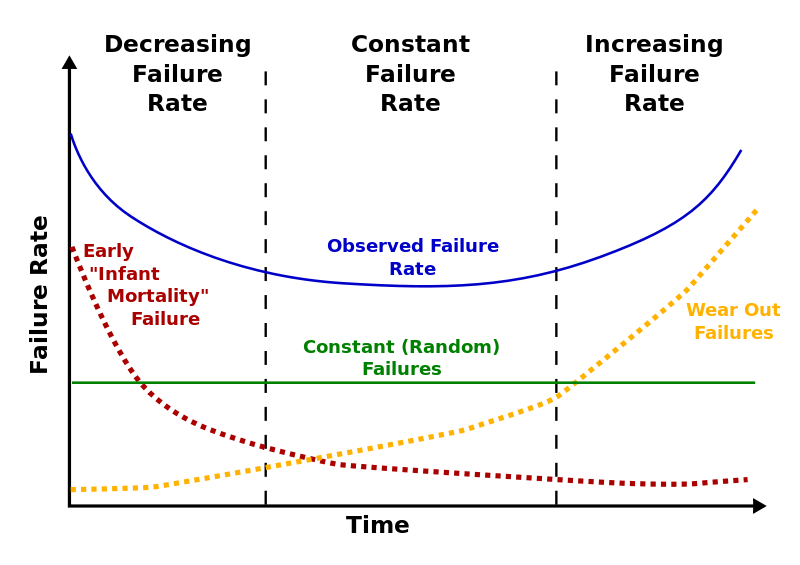 Decreasing
Failure
Rate
Constant
Failure
Rate
Increasing
Failure
Rate
Failure Rate
Early
"Infant
Mortality"
Failure
Observed Failure
Rate
Constant (Random)
Failures
Wear Out
Failures
Time